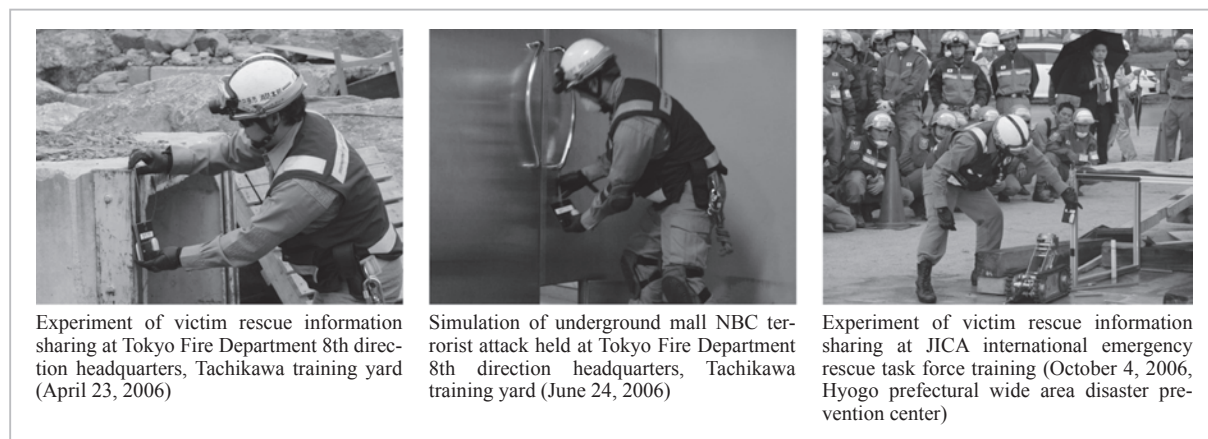 Experiment of victim rescue information
sharing at Tokyo Fire Department 8th direc-
tion headquarters, Tachikawa training yard
(April 23, 2006)
Simulation of underground mall NBC ter-
rorist attack held at Tokyo Fire Department
8th direction headquarters, Tachikawa
training yard (June 24, 2006)
Experiment of victim rescue information
sharing at JICA international emergency
rescue task force training (October 4, 2006,
Hyogo prefectural wide area disaster pre-
vention center)